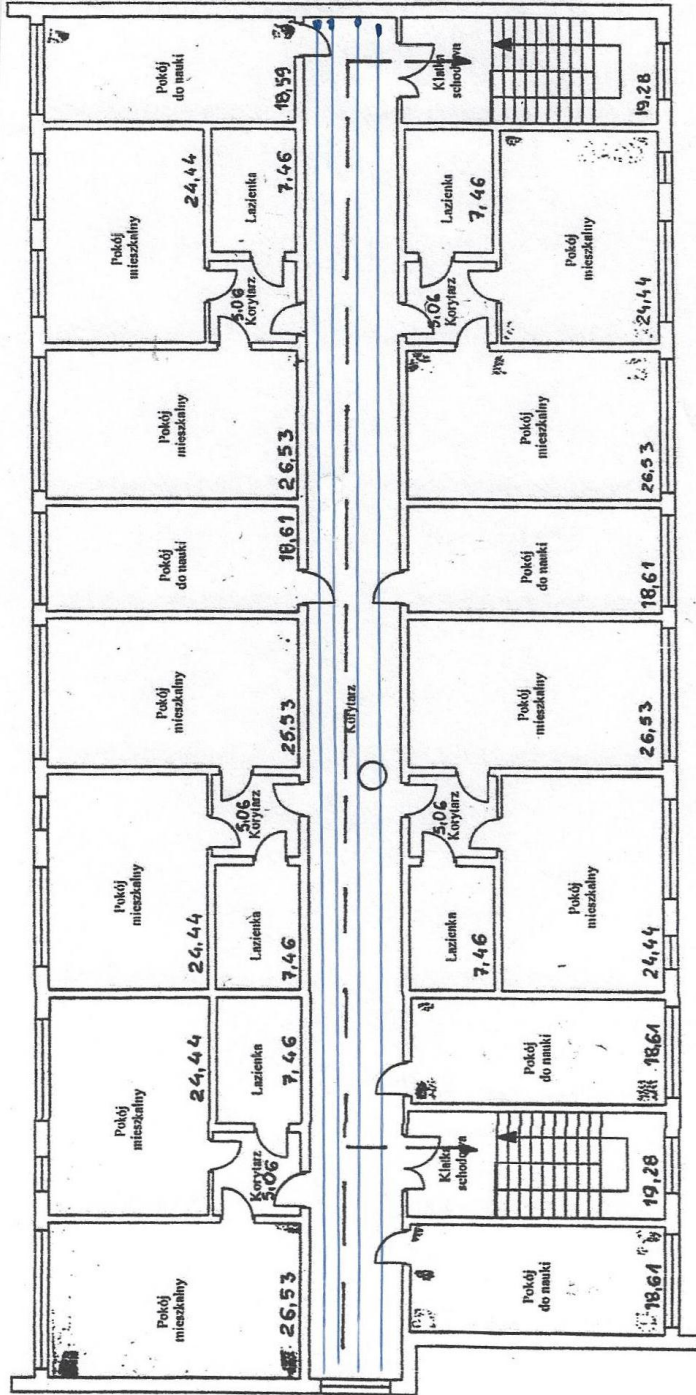 Pokój
do nauki
18,59
Klatka
schodowa
19,28
Pokój
mieszkalny
24,44
Łazienka
7,46
5,06
Korytarz
Łazienka
7,46
5,06
Korytarz
Pokój
mieszkalny
24,44
Pokój
mieszkalny
26,53
Pokój
mieszkalny
26,53
Pokój
do nauki
18,61
Pokój
do nauki
18,61
Pokój
mieszkalny
26,53
Korytarz
Pokój
mieszkalny
26,53
Pokój
mieszkalny
24,44
5,06
Korytarz
Łazienka
7,46
5,06
Korytarz
Łazienka
7,46
Pokój
mieszkalny
24,44
Pokój
mieszkalny
24,44
Łazienka
7,46
Korytarz
5,06
Pokój
do nauki
18,61
Klatka
schodowa
19,28
Pokój
mieszkalny
26,53
Pokój
do nauki
18,61